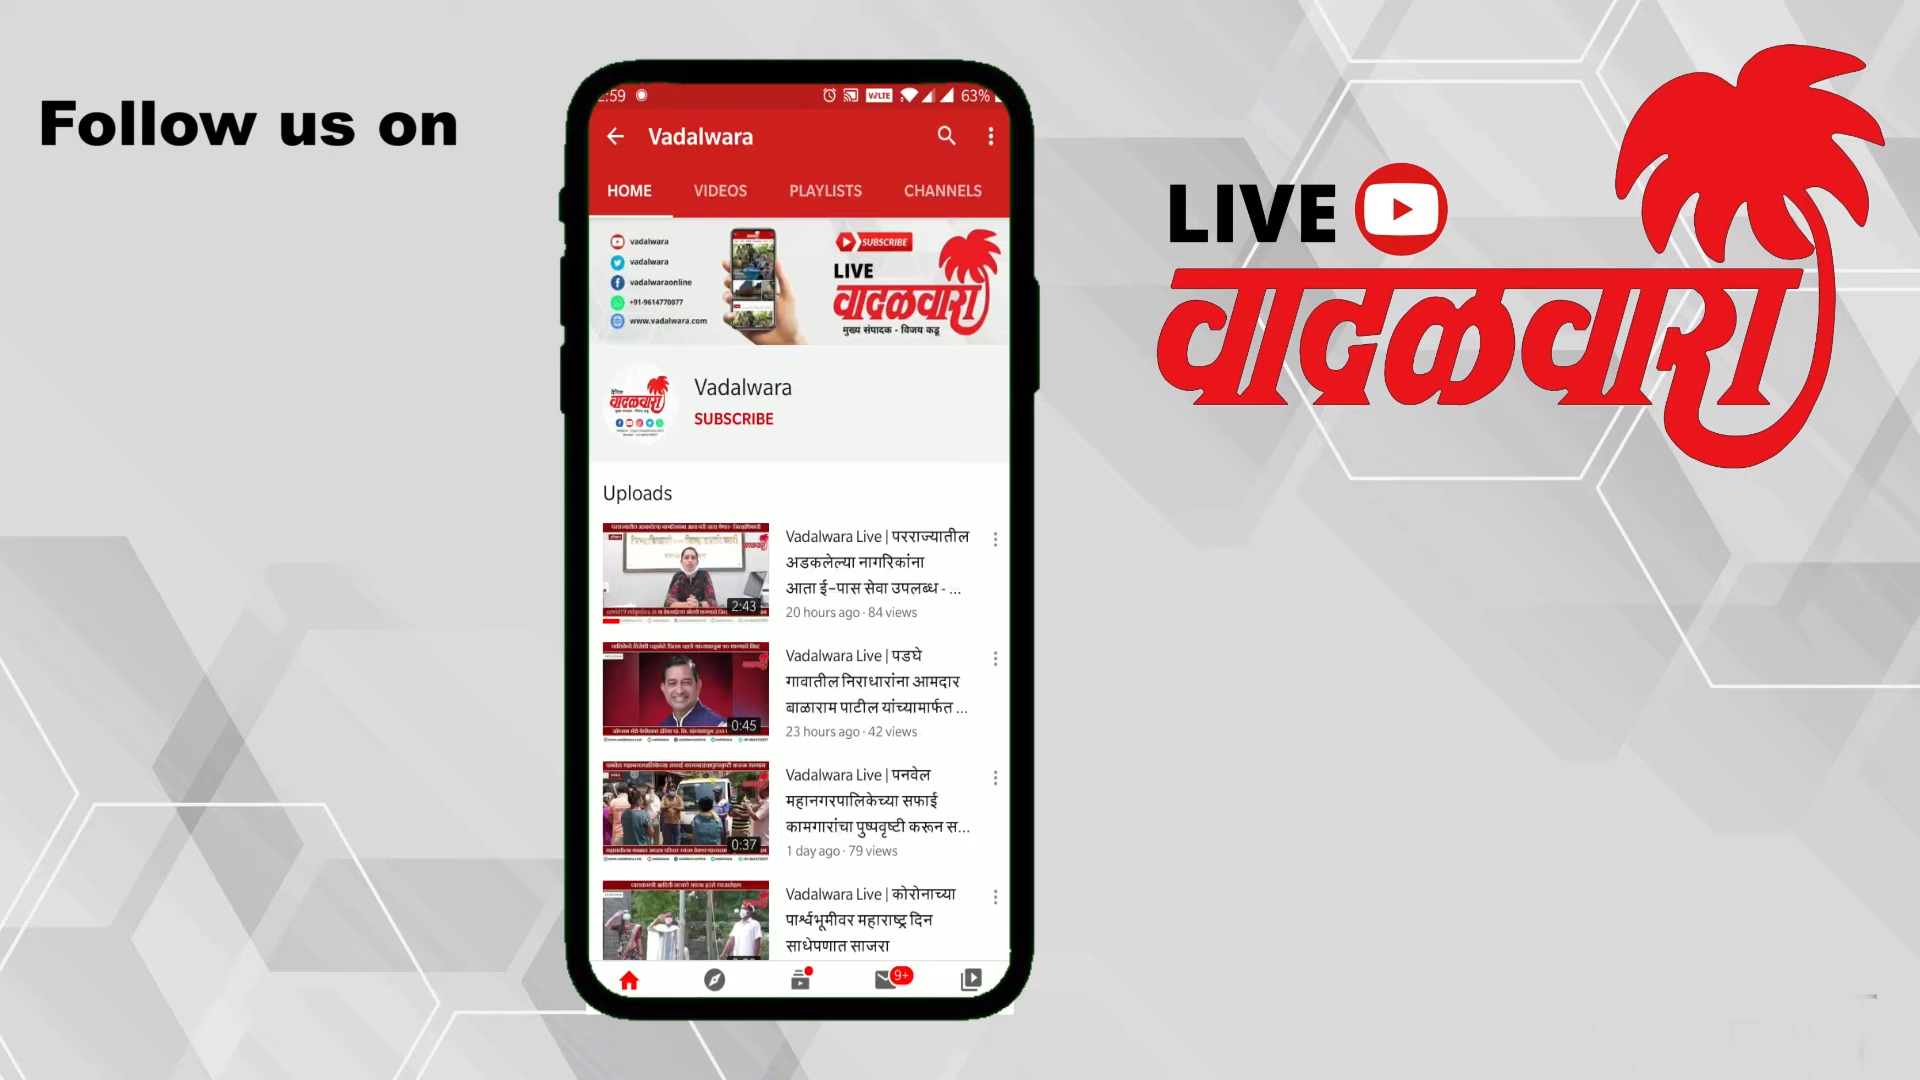 Follow us on
:59
VoLTE
63%
Vadalwara
HOME
VIDEOS
PLAYLISTS
CHANNELS
vadalwara
vadalwara
vadalwaraonline
+91-9614770077
www.vadalwara.com
SUBSCRIBE
LIVE
वादळवारा
मुख्य संपादक - विजय कडू
वादळवारा
Vadalwara
SUBSCRIBE
Uploads
2:43
Vadalwara Live | परराज्यातील
अडकलेल्या नागरिकांना
आता ई-पास सेवा उपलब्ध - ...
20 hours ago · 84 views
0:45
Vadalwara Live | पडघे
गावातील निराधारांना आमदार
बाळाराम पाटील यांच्यामार्फत ...
23 hours ago · 42 views
0:37
Vadalwara Live | पनवेल
महानगरपालिकेच्या सफाई
कामगारांचा पुष्पवृष्टी करून स...
1 day ago · 79 views
Vadalwara Live | कोरोनाच्या
पार्श्वभूमीवर महाराष्ट्र दिन
साधेपणात साजरा
9+
LIVE
वादळवारा